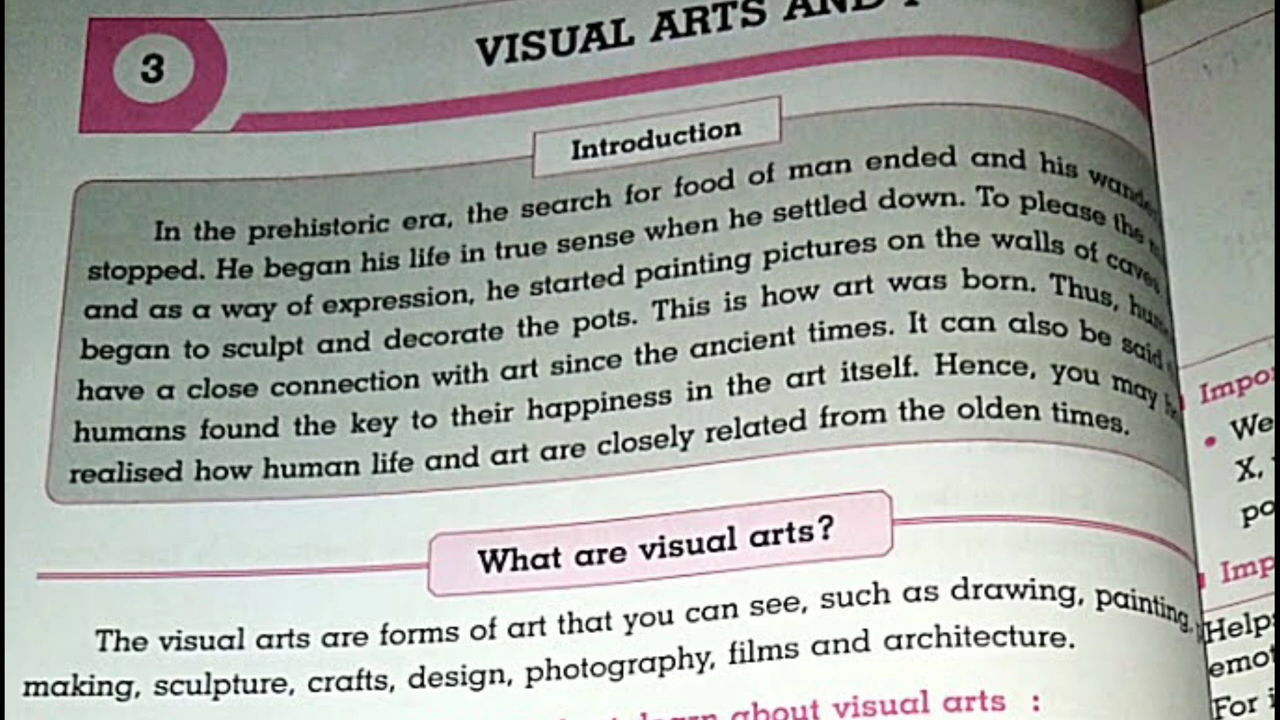 3
VISUAL ARTS AND
Introduction
In the prehistoric era, the search for food of man ended and his
stopped. He began his life in true sense when he settled down. To please the
and as a way of expression, he started painting pictures on the walls of caves
began to sculpt and decorate the pots. This is how art was born. Thus,
have a close connection with art since the ancient times. It can also be said
humans found the key to their happiness in the art itself. Hence, you may
realised how human life and art are closely related from the olden times.
What are visual arts?
The visual arts are forms of art that you can see, such as drawing, painting,
making, sculpture, crafts, design, photography, films and architecture.
learn about visual arts :
We
X,
Help
For